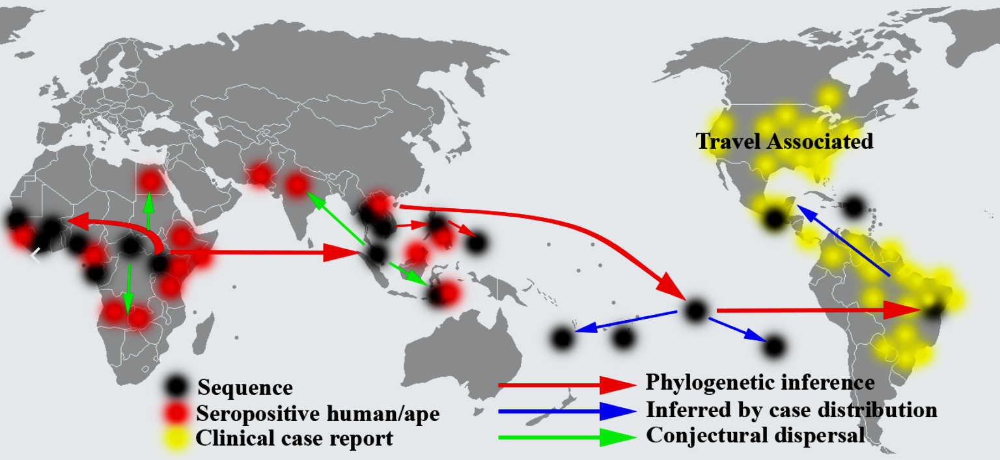 Travel Associated
Sequence
Seropositive human/ape
Clinical case report
Phylogenetic inference
Inferred by case distribution
Conjectural dispersal